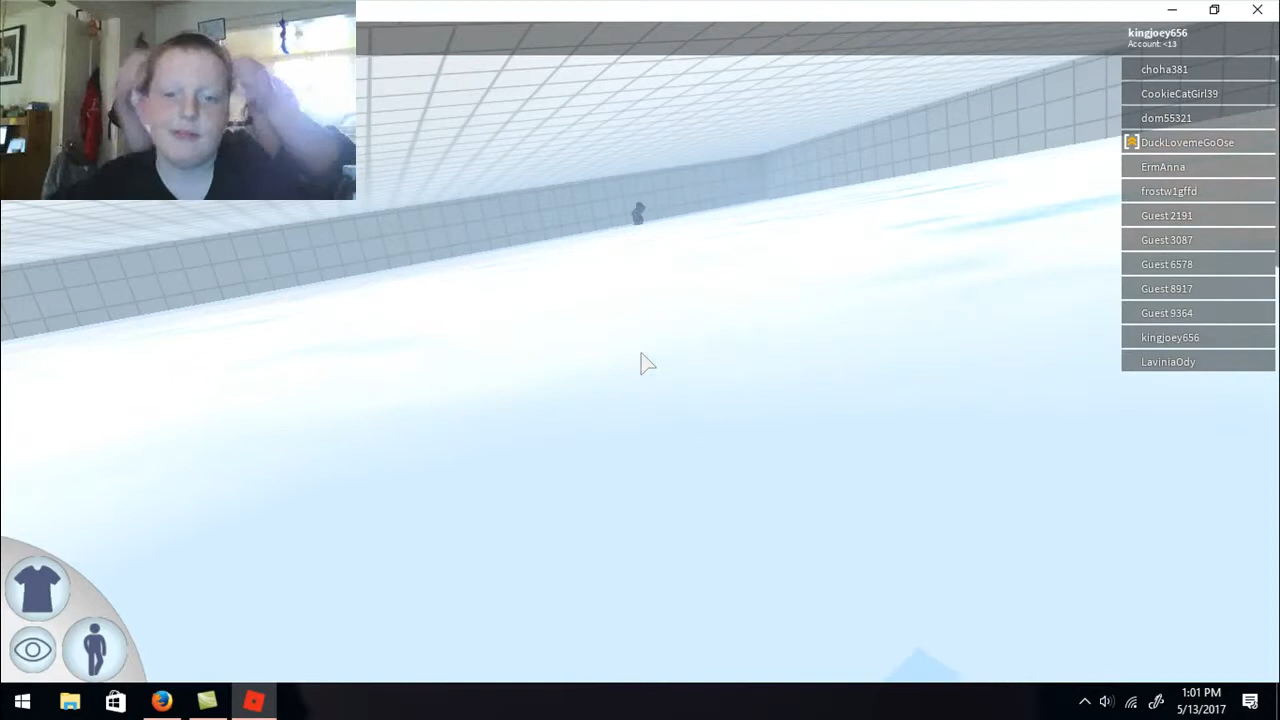 kingjoey656
Account: <13
choha381
CookieCatGirl39
dom55321
DuckLovemeGoOse
ErmAnna
frostw1gffd
Guest 2191
Guest 3087
Guest 6578
Guest 8917
Guest 9364
kingjoey656
LaviniaOdy
1:01 PM
5/13/2017